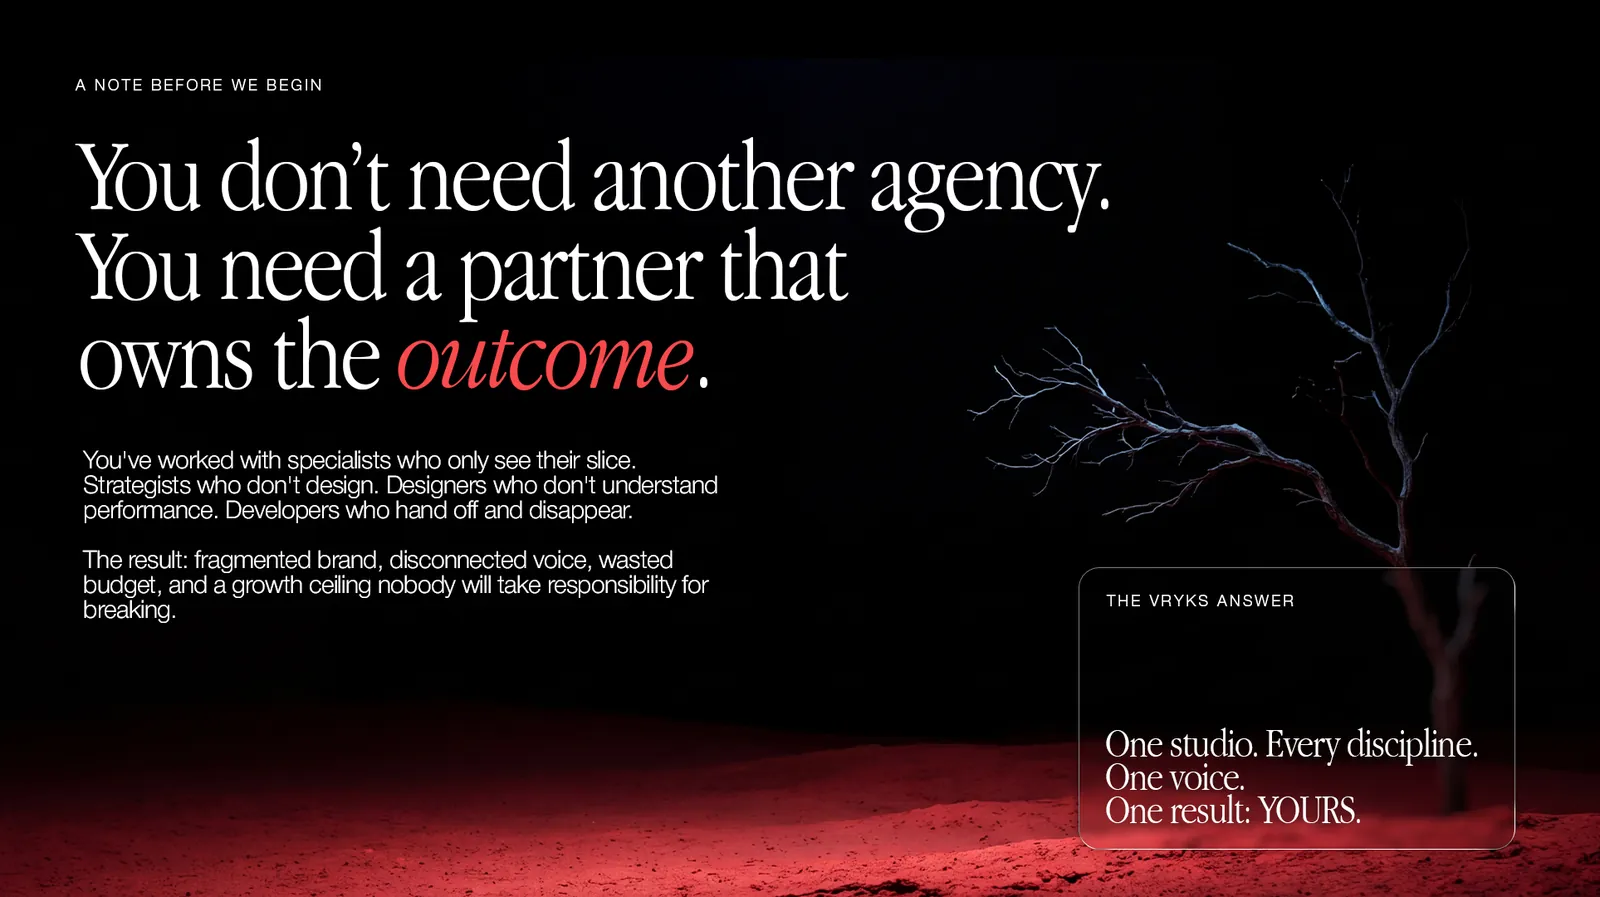 A NOTE BEFORE WE BEGIN
You don’t need another agency.
You need a partner that
owns the outcome.
You've worked with specialists who only see their slice.
Strategists who don't design. Designers who don't understand
performance. Developers who hand off and disappear.
The result: fragmented brand, disconnected voice, wasted
budget, and a growth ceiling nobody will take responsibility for
breaking.
THE VRYKS ANSWER
One studio. Every discipline.
One voice.
One result: YOURS.